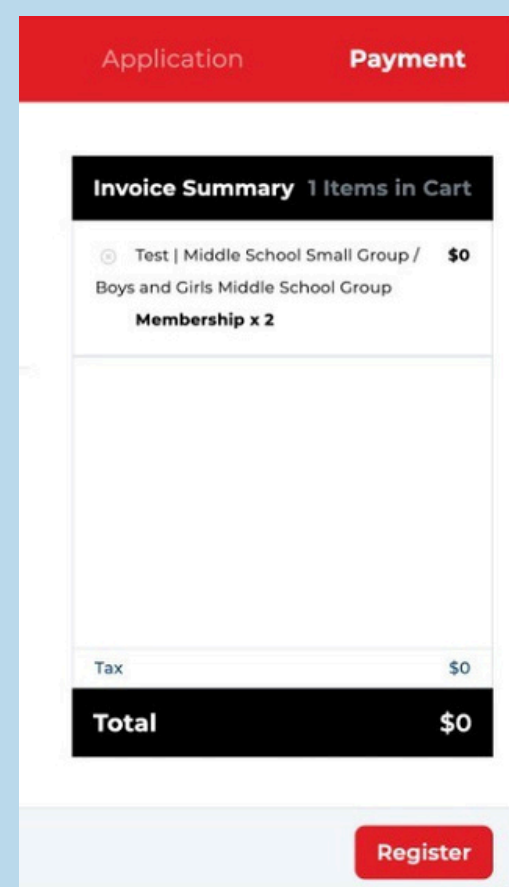 Application Payment
Invoice Summary 1 Items in Cart
Test | Middle School Small Group / $0
Boys and Girls Middle School Group
Membership x 2
Tax $0
Total $0
Register